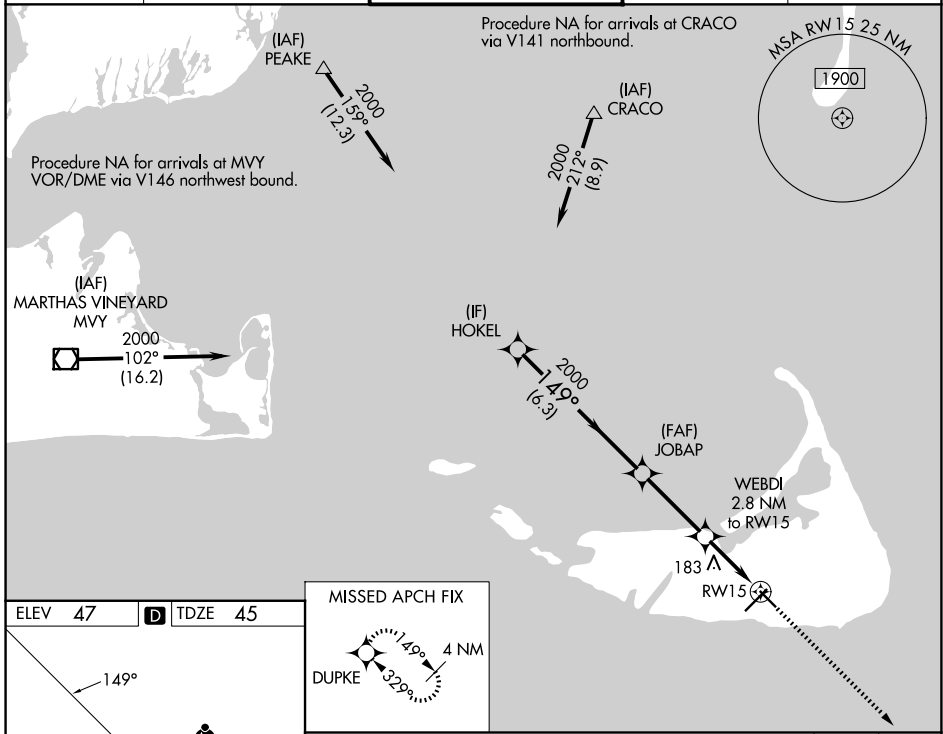 Procedure NA for arrivals at CRACO
via V141 northbound.
MSA RW15 25 NM
1900
(IAF)
PEAKE
2000
159°
(12.3)
(IAF)
CRACO
2000
212°
(8.9)
Procedure NA for arrivals at MVY
VOR/DME via V146 northwest bound.
(IAF)
MARTHAS VINEYARD
MVY
2000
102°
(16.2)
(IF)
HOKEL
2000
149°
(6.3)
(FAF)
JOBAP
WEBDI
2.8 NM
to RW15
183
RW15
ELEV 47 D TDZE 45
149°
MISSED APCH FIX
DUPKE
149°
329°
4 NM